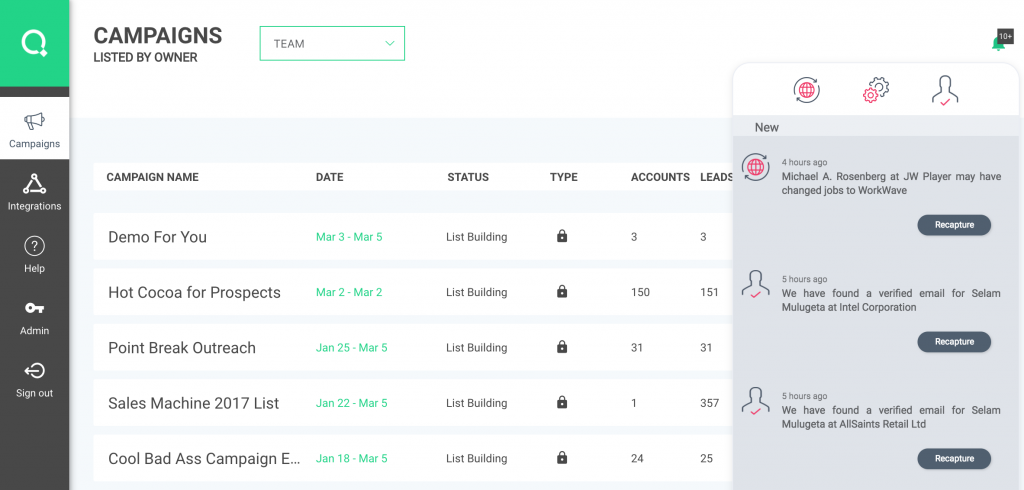 CAMPAIGNS
LISTED BY OWNER
TEAM
10+
Campaigns
Integrations
?
Help
Admin
Sign out
CAMPAIGN NAME DATE STATUS TYPE ACCOUNTS LEADS
Demo For You Mar 3 - Mar 5 List Building 3 3
Hot Cocoa for Prospects Mar 2 - Mar 2 List Building 150 151
Point Break Outreach Jan 25 - Mar 5 List Building 31 31
Sales Machine 2017 List Jan 22 - Mar 5 List Building 1 357
Cool Bad Ass Campaign E... Jan 18 - Mar 5 List Building 24 25
New
4 hours ago
Michael A. Rosenberg at JW Player may have
changed jobs to WorkWave
Recapture
5 hours ago
We have found a verified email for Selam
Mulugeta at Intel Corporation
Recapture
5 hours ago
We have found a verified email for Selam
Mulugeta at AllSaints Retail Ltd
Recapture